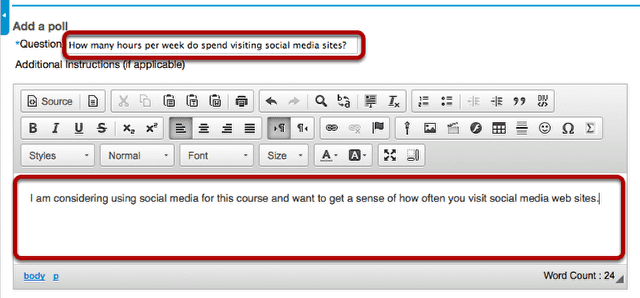 Add a poll
*Question How many hours per week do spend visiting social media sites?
Additional Instructions (if applicable)
Source
B I U S x₂ x² Ω Σ
Styles Normal Font Size A A
I am considering using social media for this course and want to get a sense of how often you visit social media web sites.
body p Word Count : 24